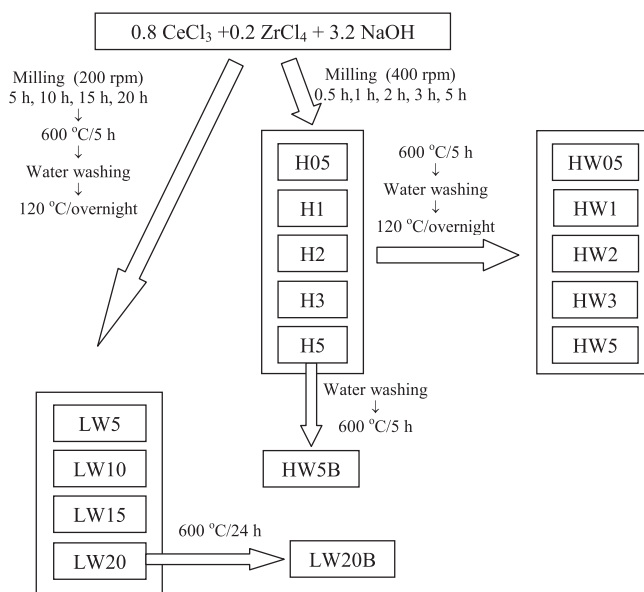 0.8 CeCl₃ +0.2 ZrCl₄ + 3.2 NaOH
Milling (200 rpm)
5 h, 10 h, 15 h, 20 h
↓
600 °C/5 h
↓
Water washing
↓
120 °C/overnight
Milling (400 rpm)
0.5 h,1 h, 2 h, 3 h, 5 h
H05
H1
H2
H3
H5
600 °C/5 h
↓
Water washing
↓
120 °C/overnight
HW05
HW1
HW2
HW3
HW5
Water washing
↓
600 °C/5 h
HW5B
LW5
LW10
LW15
LW20
600 °C/24 h
LW20B